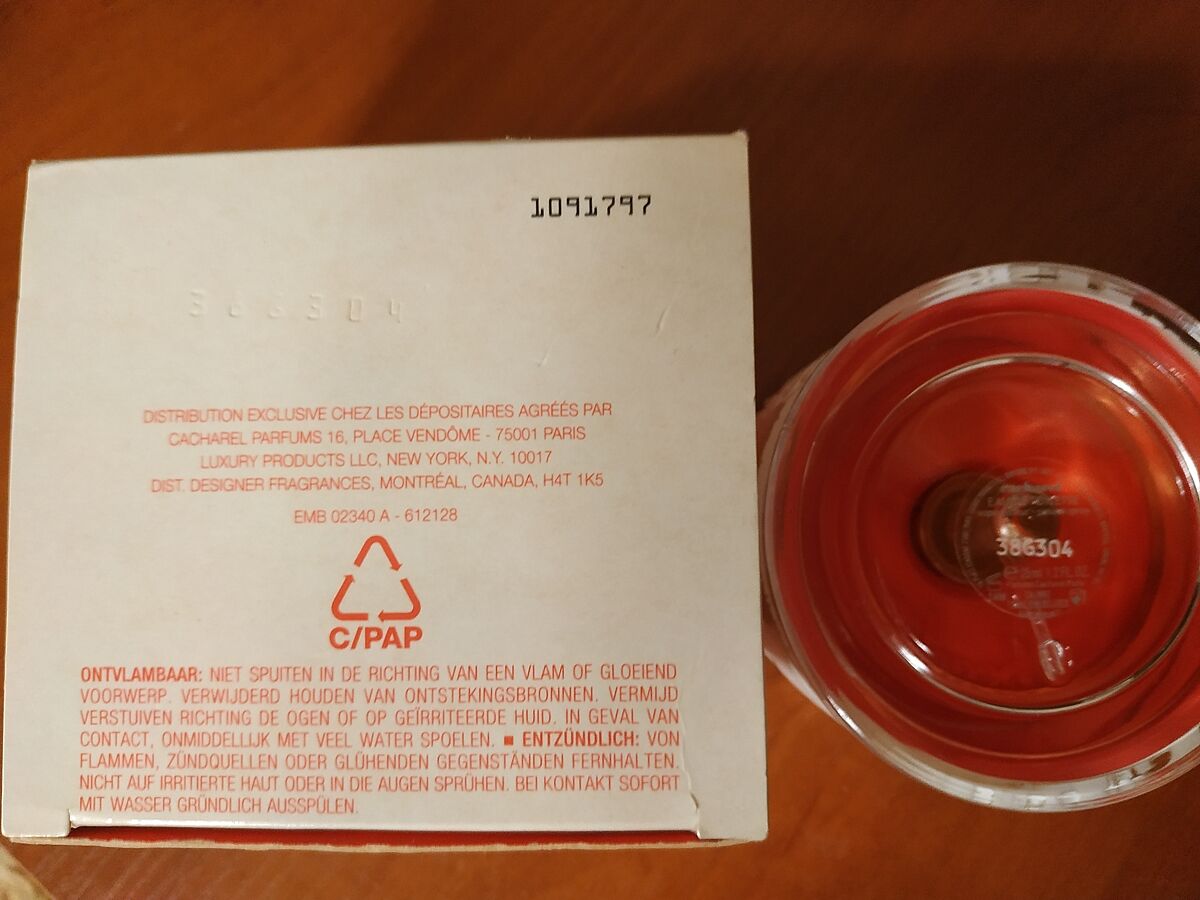 1091797
386304
DISTRIBUTION EXCLUSIVE CHEZ LES DÉPOSITAIRES AGRÉÉS PAR
CACHAREL PARFUMS 16, PLACE VENDÔME - 75001 PARIS
LUXURY PRODUCTS LLC, NEW YORK, N.Y. 10017
DIST. DESIGNER FRAGRANCES, MONTRÉAL, CANADA, H4T 1K5
EMB 02340 A - 612128
C/PAP
ONTVLAMBAAR: NIET SPUITEN IN DE RICHTING VAN EEN VLAM OF GLOEIEND
VOORWERP. VERWIJDERD HOUDEN VAN ONTSTEKINGSBRONNEN. VERMIJD
VERSTUIVEN RICHTING DE OGEN OF OP GEÏRRITEERDE HUID. IN GEVAL VAN
CONTACT, ONMIDDELLIJK MET VEEL WATER SPOELEN. ■ ENTZÜNDLICH: VON
FLAMMEN, ZÜNDQUELLEN ODER GLÜHENDEN GEGENSTÄNDEN FERNHALTEN.
NICHT AUF IRRITIERTE HAUT ODER IN DIE AUGEN SPRÜHEN. BEI KONTAKT SOFORT
MIT WASSER GRÜNDLICH AUSSPÜLEN.
386304